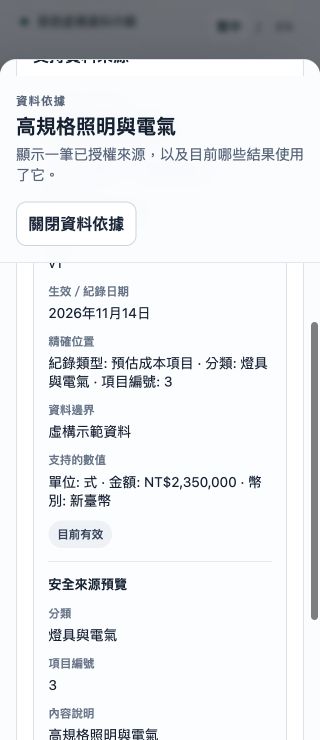 資料依據
高規格照明與電氣
顯示一筆已授權來源，以及目前哪些結果使用
了它。
關閉資料依據
生效 / 紀錄日期
2026年11月14日
精確位置
紀錄類型: 預估成本項目 · 分類: 燈具
與電氣 · 項目編號: 3
資料邊界
虛構示範資料
支持的數值
單位: 式 · 金額: NT$2,350,000 · 幣
別: 新臺幣
目前有效
安全來源預覽
分類
燈具與電氣
項目編號
3
內容說明
高規格照明與電氣